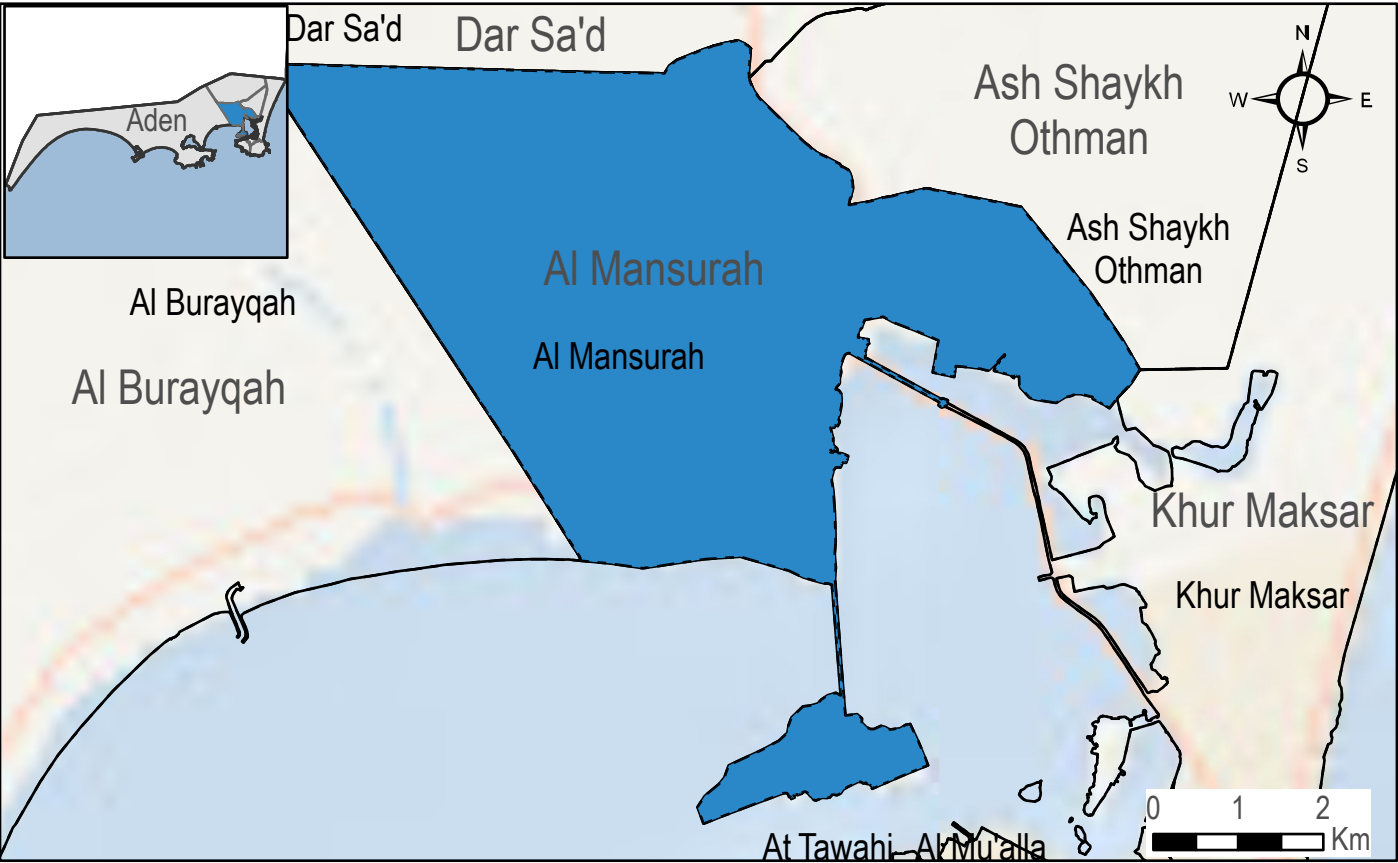 Dar Sa'd
Dar Sa'd
Aden
Ash Shaykh
Othman
N
W
E
S
Ash Shaykh
Othman
Al Mansurah
Al Burayqah
Al Mansurah
Al Burayqah
Khur Maksar
Khur Maksar
0 1 2
Km
At Tawahi
Al Mu'alla